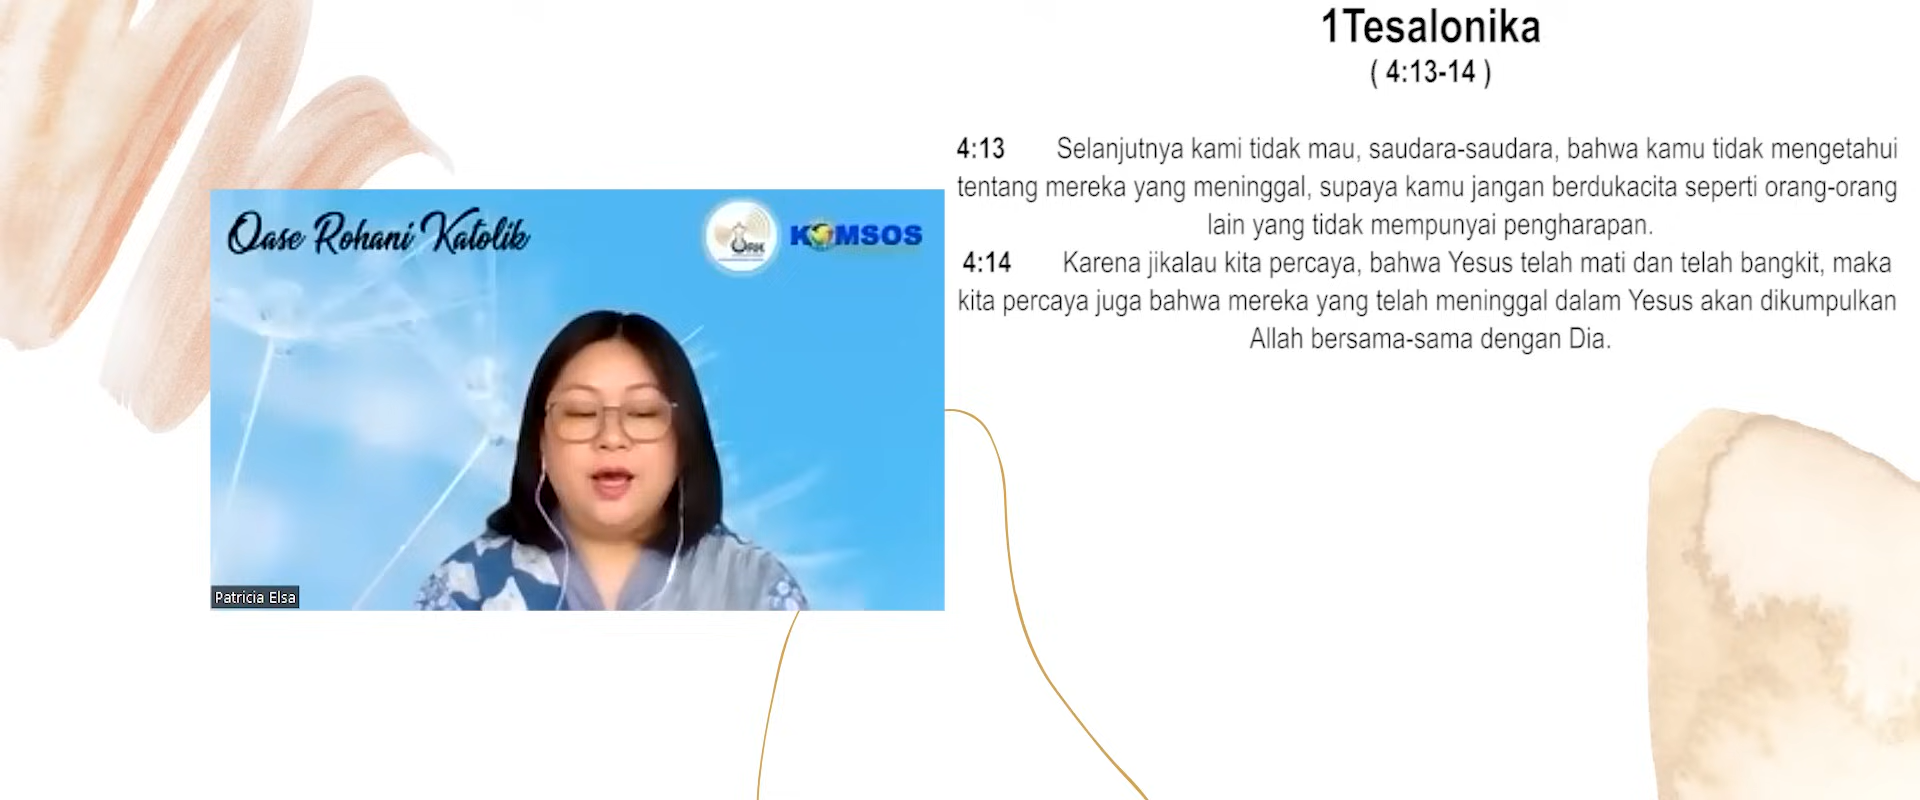 1Tesalonika
( 4:13-14 )
4:13 Selanjutnya kami tidak mau, saudara-saudara, bahwa kamu tidak mengetahui
tentang mereka yang meninggal, supaya kamu jangan berdukacita seperti orang-orang
lain yang tidak mempunyai pengharapan.
4:14 Karena jikalau kita percaya, bahwa Yesus telah mati dan telah bangkit, maka
kita percaya juga bahwa mereka yang telah meninggal dalam Yesus akan dikumpulkan
Allah bersama-sama dengan Dia.
Oase Rohani Katolik
ORK
KOMSOS
Patricia Elsa